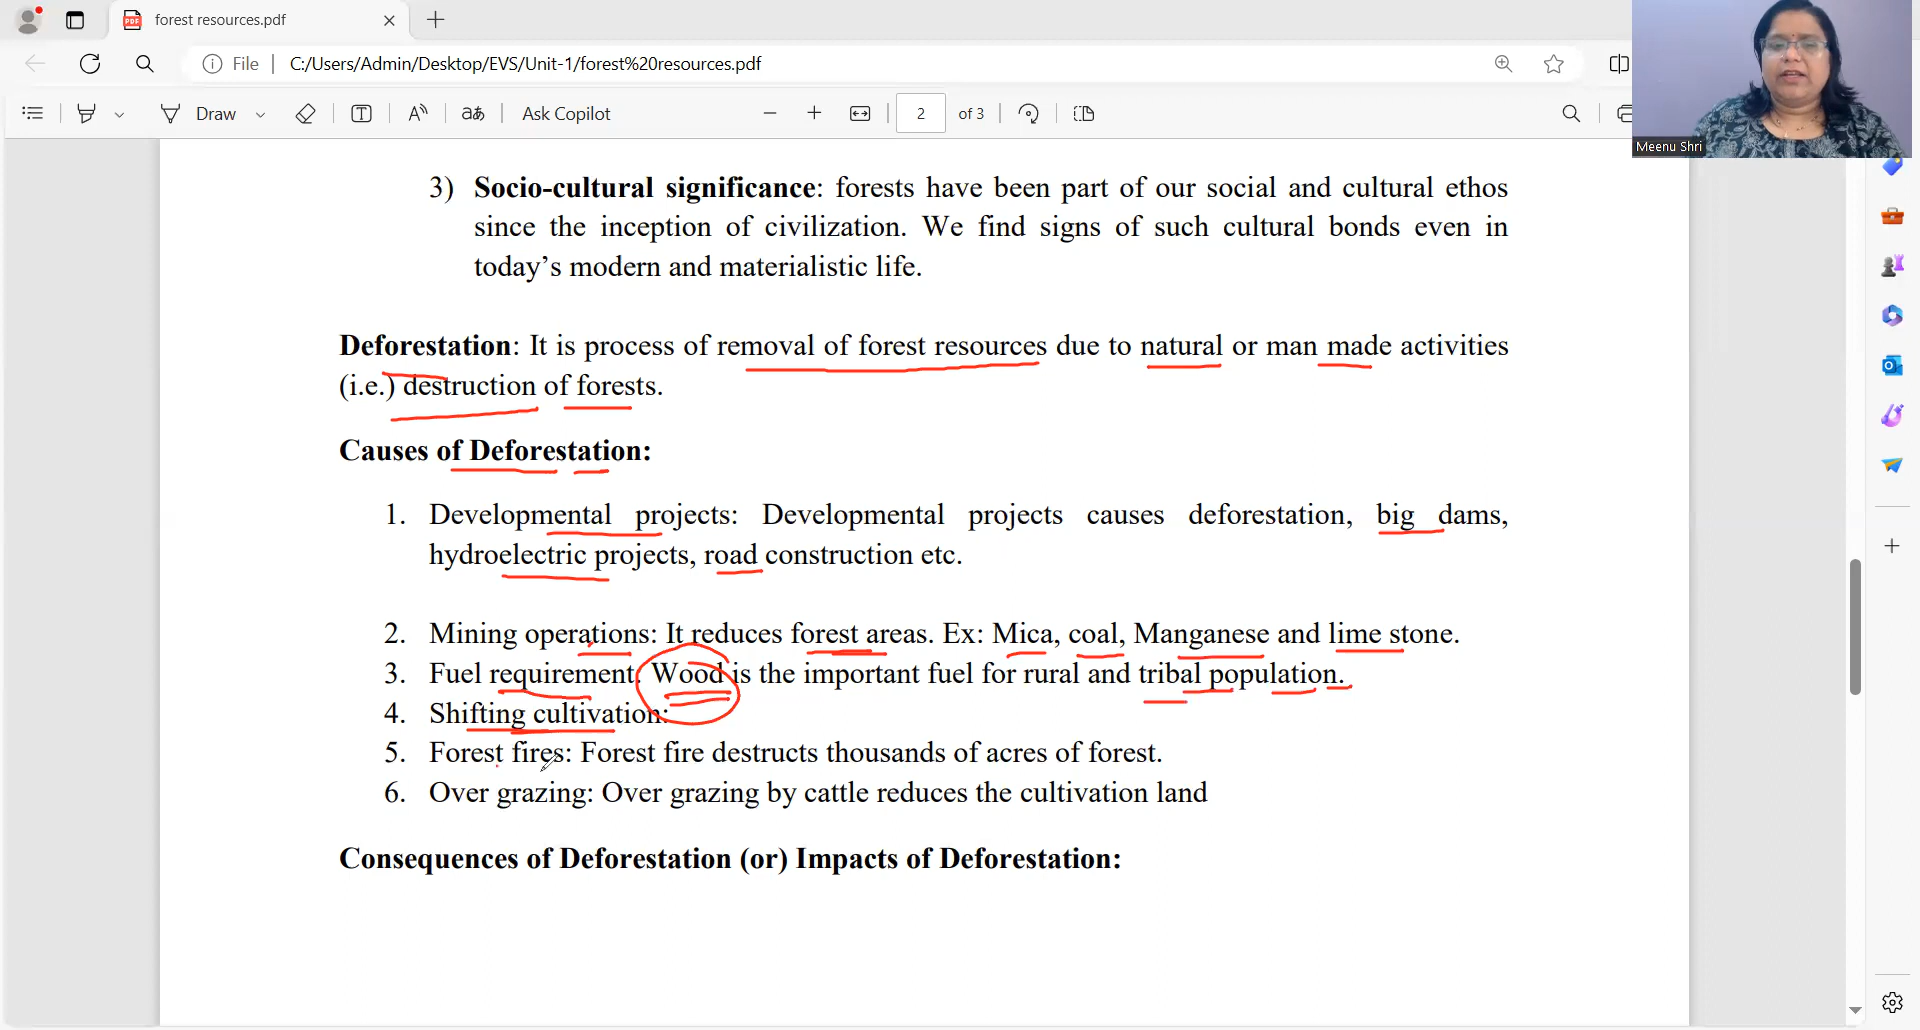 forest resources.pdf
File
C:/Users/Admin/Desktop/EVS/Unit-1/forest%20resources.pdf
Draw
aあ
Ask Copilot
2 of 3
Meenu Shri
3) Socio-cultural significance: forests have been part of our social and cultural ethos
since the inception of civilization. We find signs of such cultural bonds even in
today’s modern and materialistic life.
Deforestation: It is process of removal of forest resources due to natural or man made activities
(i.e.) destruction of forests.
Causes of Deforestation:
1. Developmental projects: Developmental projects causes deforestation, big dams,
hydroelectric projects, road construction etc.
2. Mining operations: It reduces forest areas. Ex: Mica, coal, Manganese and lime stone.
3. Fuel requirement: Wood is the important fuel for rural and tribal population.
4. Shifting cultivation:
5. Forest fires: Forest fire destructs thousands of acres of forest.
6. Over grazing: Over grazing by cattle reduces the cultivation land
Consequences of Deforestation (or) Impacts of Deforestation: